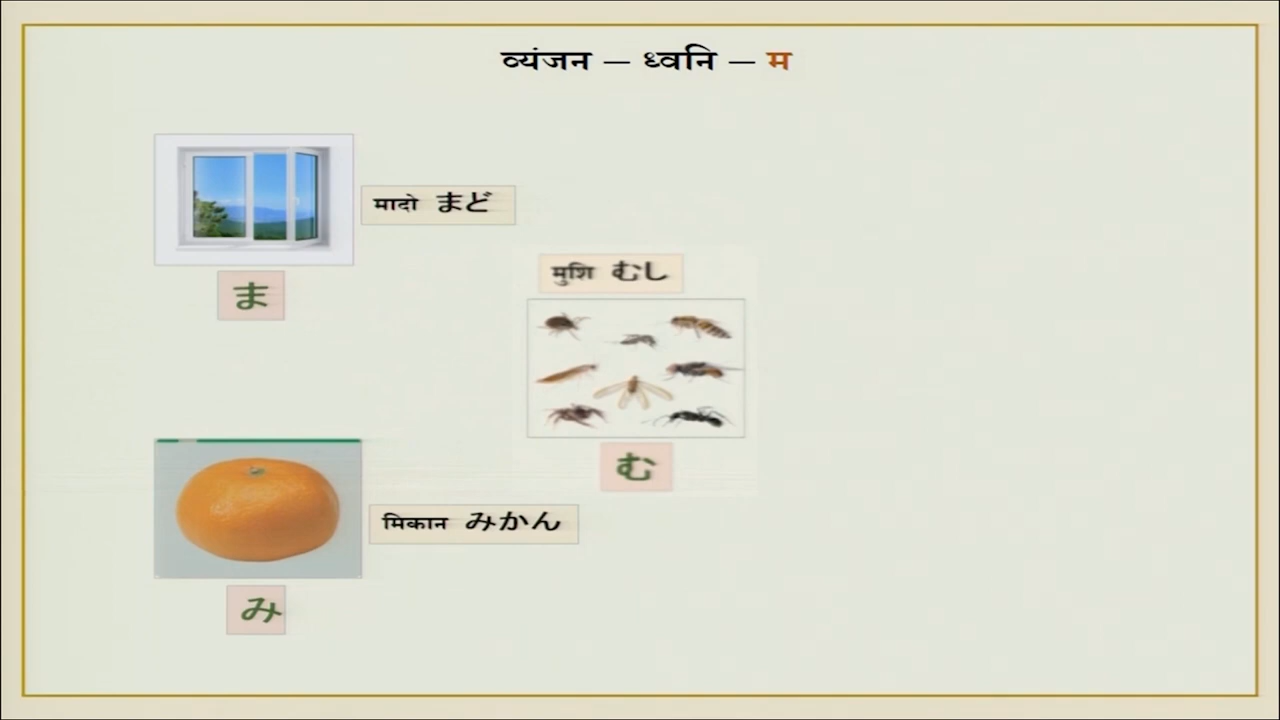 व्यंजन – ध्वनि – म
मादो まど
ま
मुशि むし
む
मिकान みかん
み